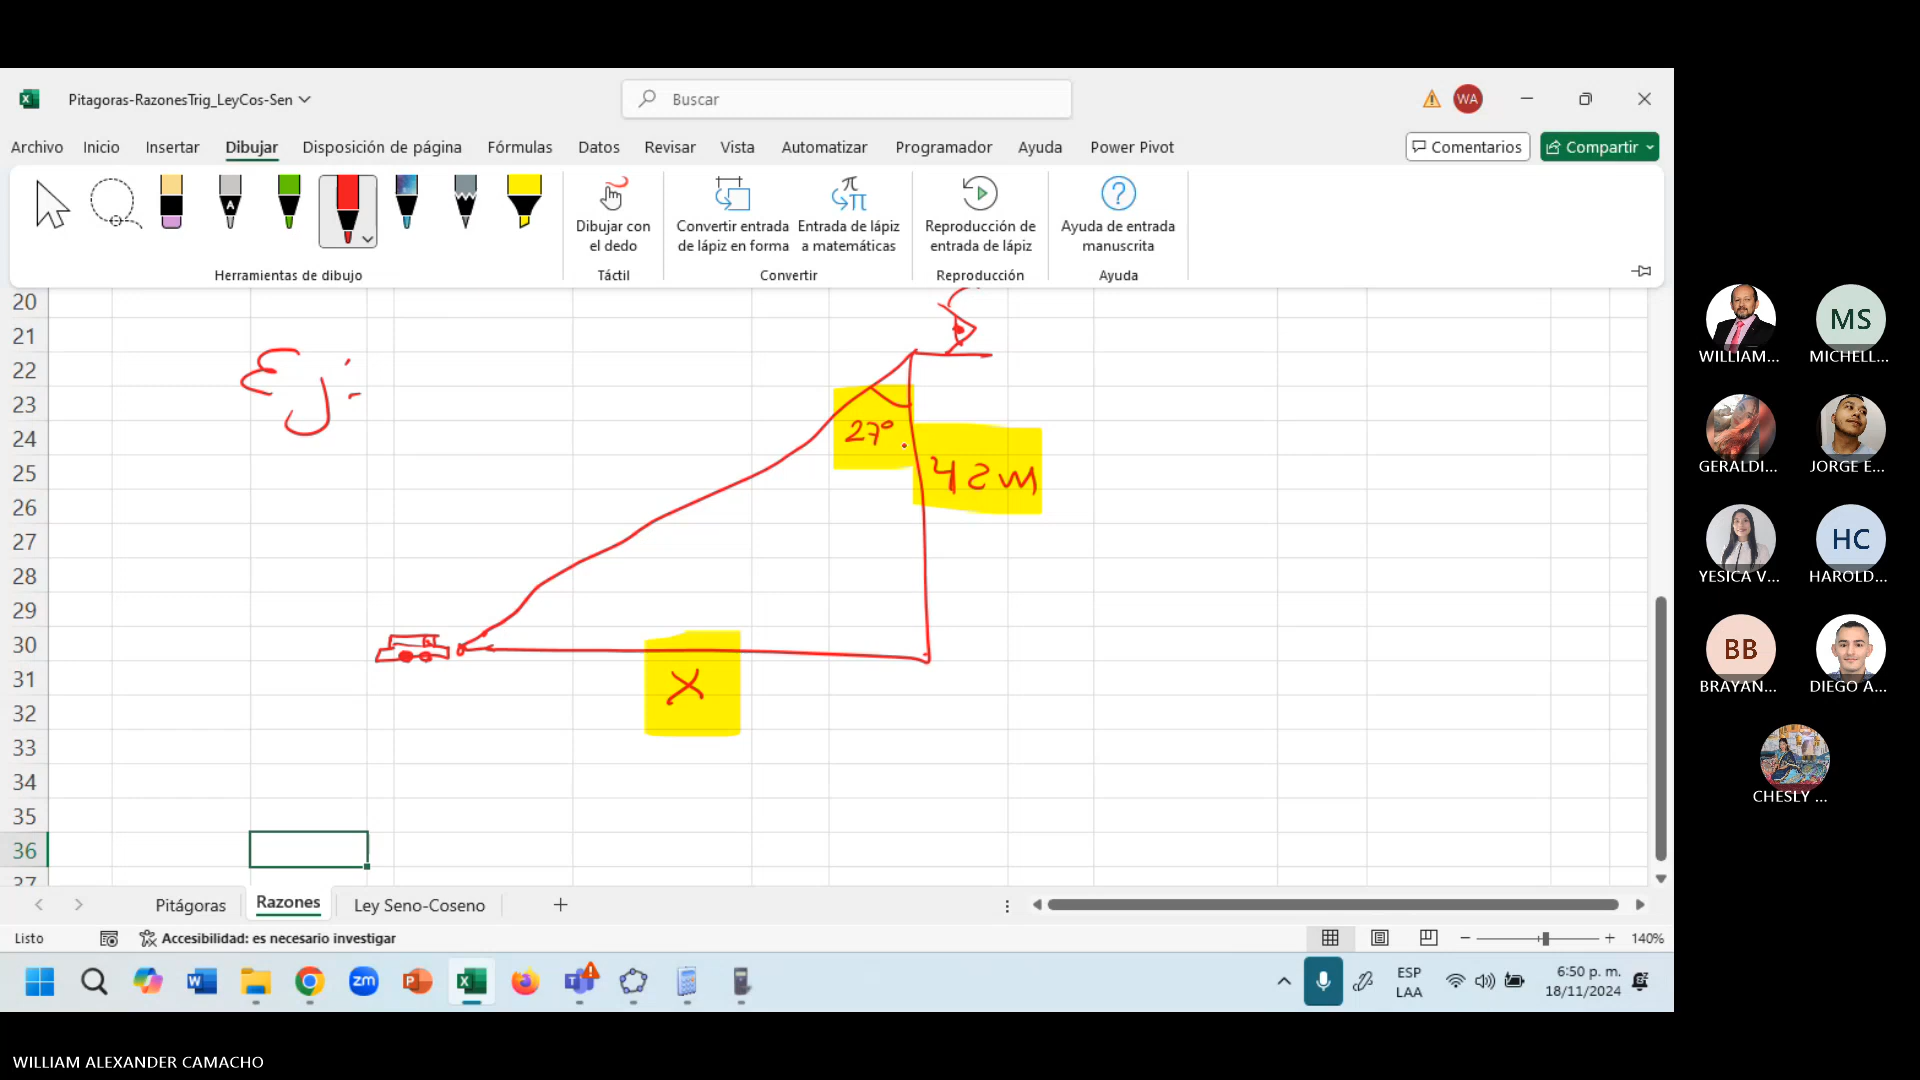 Pitagoras-RazonesTrig_LeyCos-Sen
Buscar
WA
Archivo Inicio Insertar Dibujar Disposición de página Fórmulas Datos Revisar Vista Automatizar Programador Ayuda Power Pivot
Comentarios
Compartir
A
Dibujar con el dedo
Convertir entrada de lápiz en forma
Entrada de lápiz a matemáticas
Reproducción de entrada de lápiz
Ayuda de entrada manuscrita
Herramientas de dibujo
Táctil
Convertir
Reproducción
Ayuda
20
21
22
23
24
25
26
27
28
29
30
31
32
33
34
35
36
37
Ej:
27°
42m
X
Pitágoras Razones Ley Seno-Coseno
Listo
Accesibilidad: es necesario investigar
140%
zm
ESP
LAA
6:50 p. m.
18/11/2024
WILLIAM...
MS
MICHELL...
GERALDI...
JORGE E...
YESICA V...
HC
HAROLD...
BB
BRAYAN...
DIEGO A...
CHESLY ...
WILLIAM ALEXANDER CAMACHO